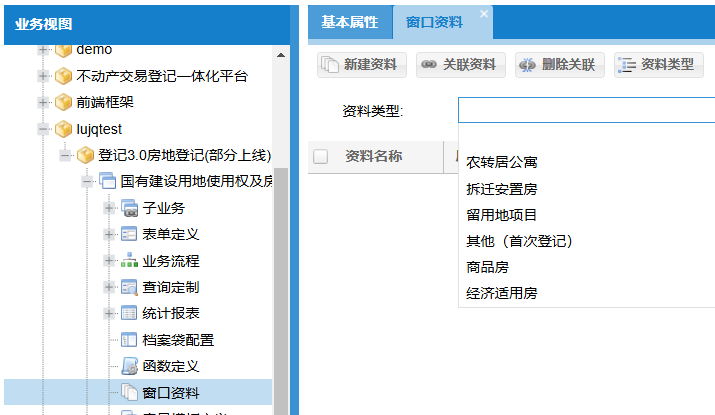 业务视图
demo
不动产交易登记一体化平台
前端框架
lujqtest
登记3.0房地登记(部分上线)
国有建设用地使用权及房
子业务
表单定义
业务流程
查询定制
统计报表
档案袋配置
函数定义
窗口资料
基本属性
窗口资料
新建资料
关联资料
删除关联
资料类型
资料类型:
资料名称
农转居公寓
拆迁安置房
留用地项目
其他（首次登记）
商品房
经济适用房